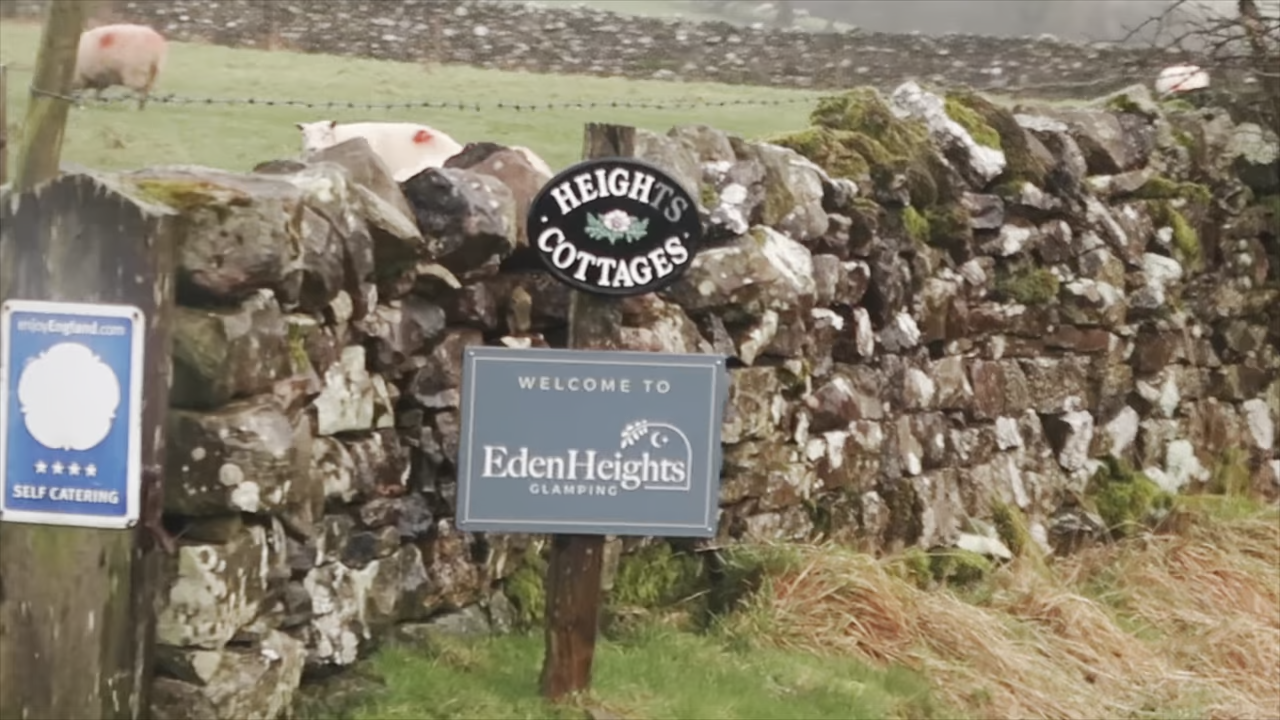 enjoyEngland.com
SELF CATERING
HEIGHTS
COTTAGES
WELCOME TO
EdenHeights
GLAMPING